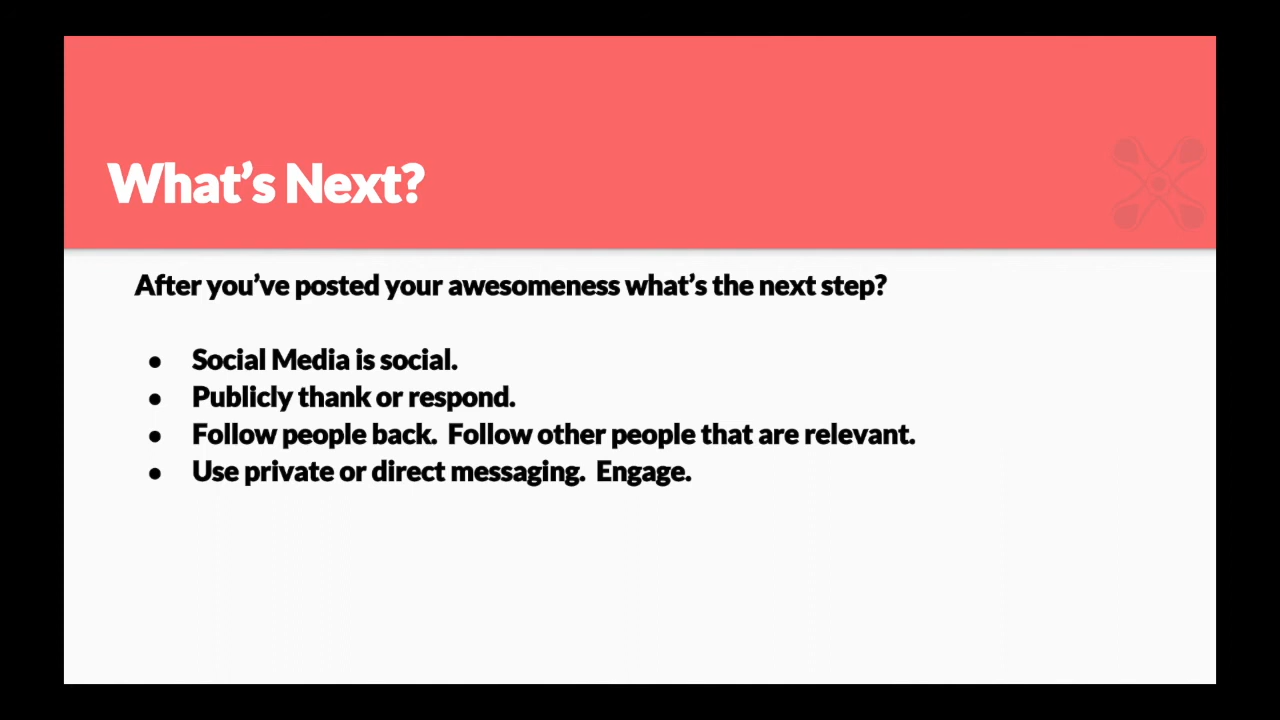 What’s Next?
After you’ve posted your awesomeness what’s the next step?
● Social Media is social.
● Publicly thank or respond.
● Follow people back.  Follow other people that are relevant.
● Use private or direct messaging.  Engage.